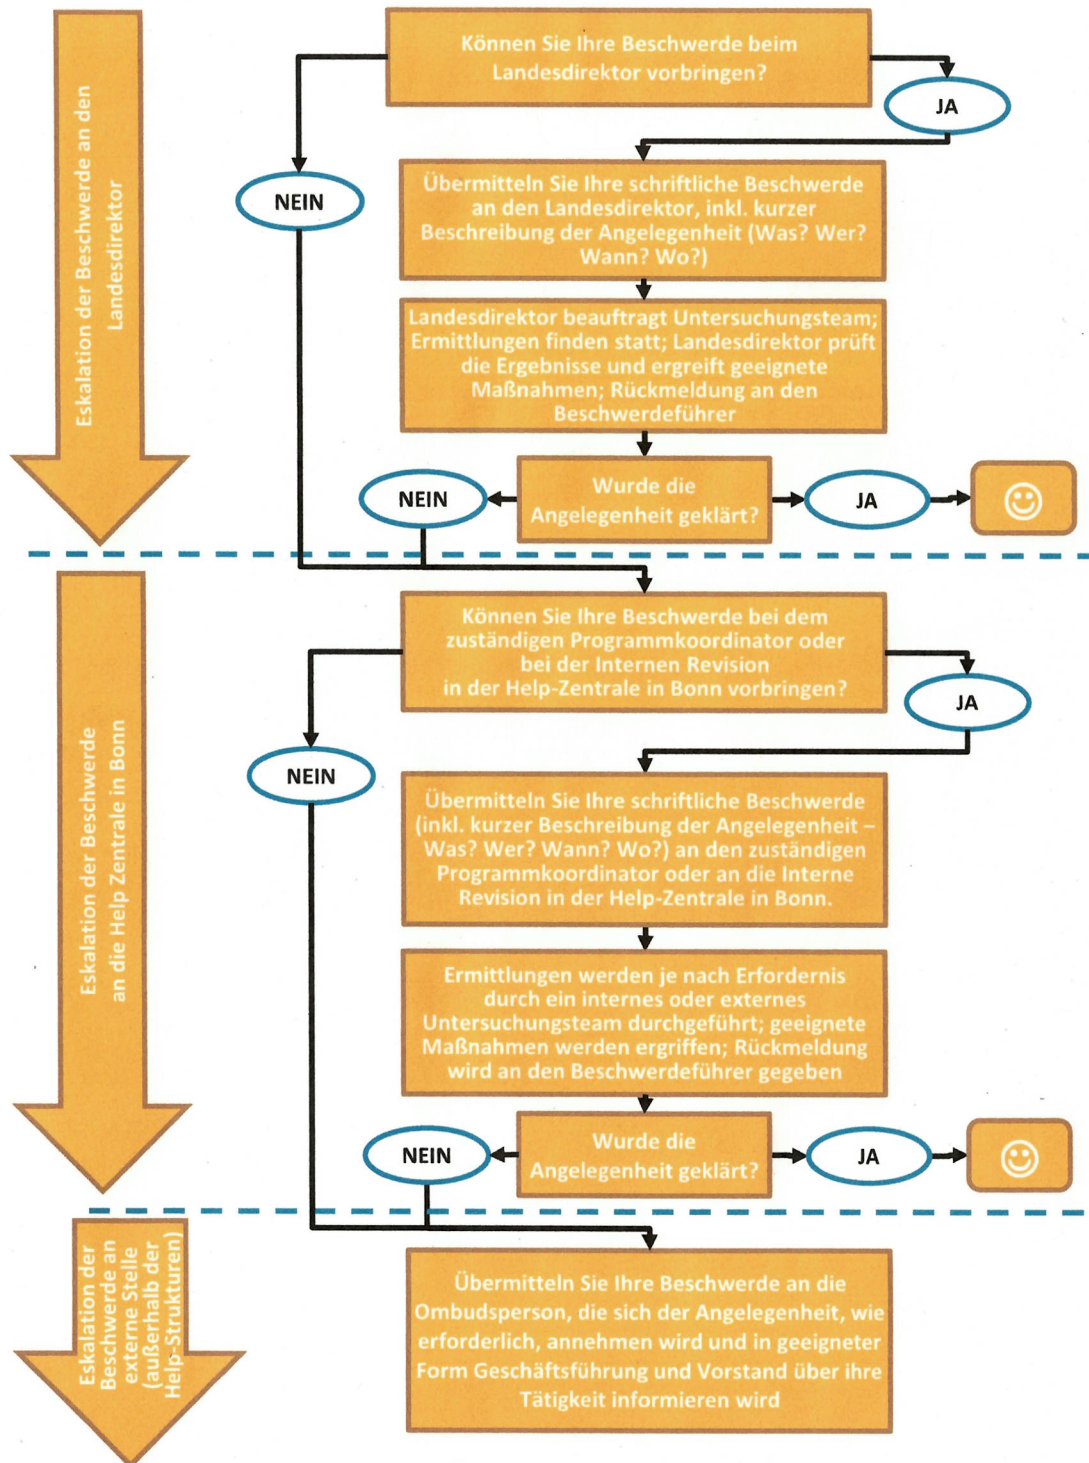 Können Sie Ihre Beschwerde beim
Landesdirektor vorbringen?
JA
NEIN
Eskalation der Beschwerde an den
Landesdirektor
Übermitteln Sie Ihre schriftliche Beschwerde
an den Landesdirektor, inkl. kurzer
Beschreibung der Angelegenheit (Was? Wer?
Wann? Wo?)
Landesdirektor beauftragt Untersuchungsteam;
Ermittlungen finden statt; Landesdirektor prüft
die Ergebnisse und ergreift geeignete
Maßnahmen; Rückmeldung an den
Beschwerdeführer
NEIN
Wurde die
Angelegenheit geklärt?
JA
Können Sie Ihre Beschwerde bei dem
zuständigen Programmkoordinator oder
bei der Internen Revision
in der Help-Zentrale in Bonn vorbringen?
JA
NEIN
Eskalation der Beschwerde
an die Help Zentrale in Bonn
Übermitteln Sie Ihre schriftliche Beschwerde
(inkl. kurzer Beschreibung der Angelegenheit –
Was? Wer? Wann? Wo?) an den zuständigen
Programmkoordinator oder an die Interne
Revision in der Help-Zentrale in Bonn.
Ermittlungen werden je nach Erfordernis
durch ein internes oder externes
Untersuchungsteam durchgeführt; geeignete
Maßnahmen werden ergriffen; Rückmeldung
wird an den Beschwerdeführer gegeben
NEIN
Wurde die
Angelegenheit geklärt?
JA
Eskalation der
Beschwerde an
externe Stelle
(außerhalb der
Help-Strukturen)
Übermitteln Sie Ihre Beschwerde an die
Ombudsperson, die sich der Angelegenheit, wie
erforderlich, annehmen wird und in geeigneter
Form Geschäftsführung und Vorstand über ihre
Tätigkeit informieren wird